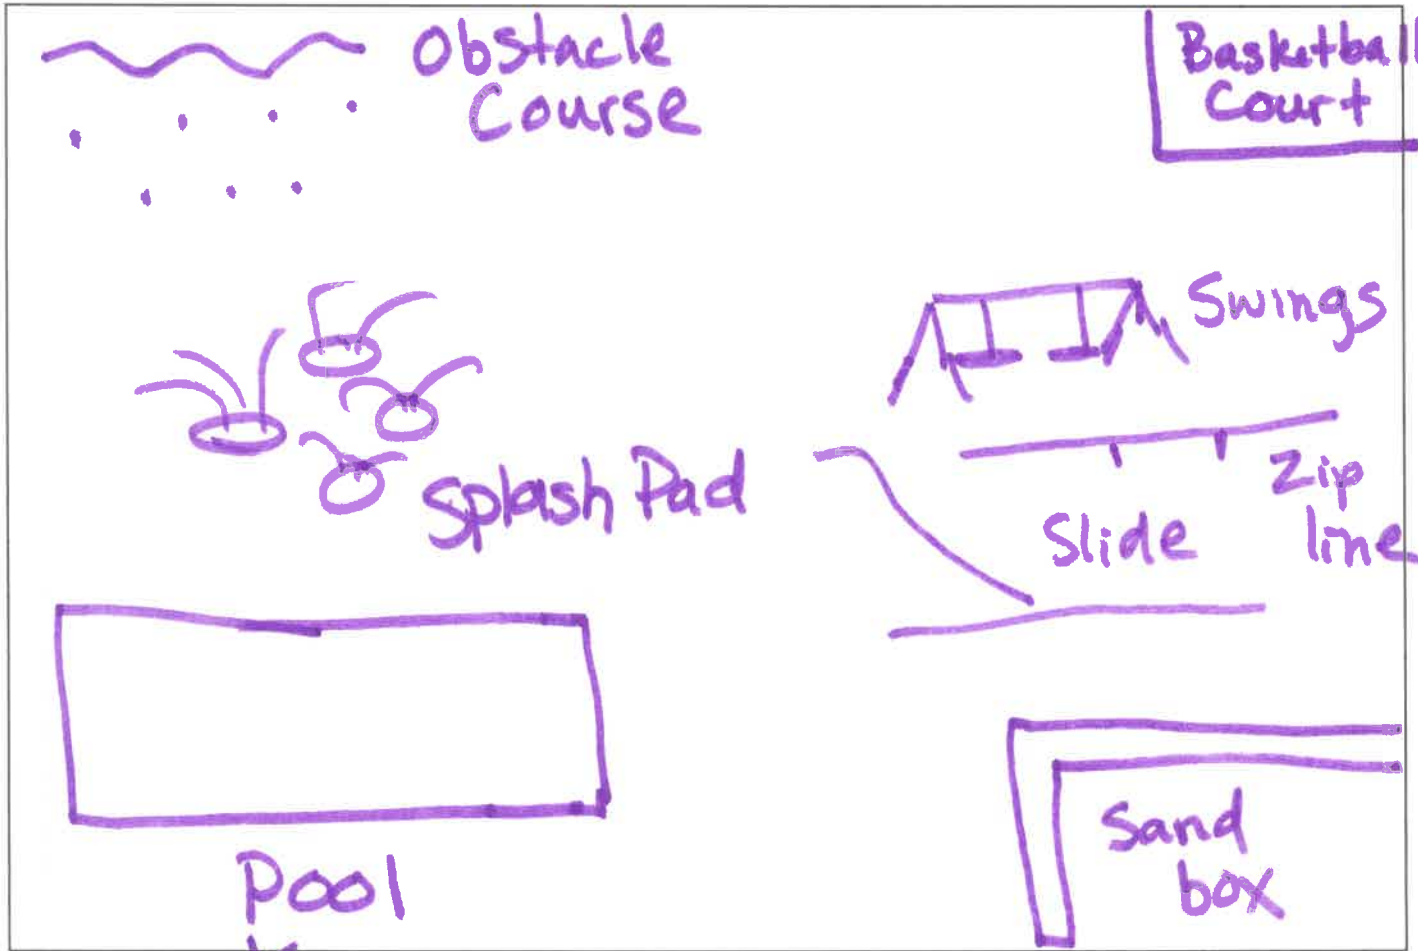 Obstacle
Course
Basketball
Court
Swings
Zip
line
Splash Pad
Slide
Sand
box
Pool